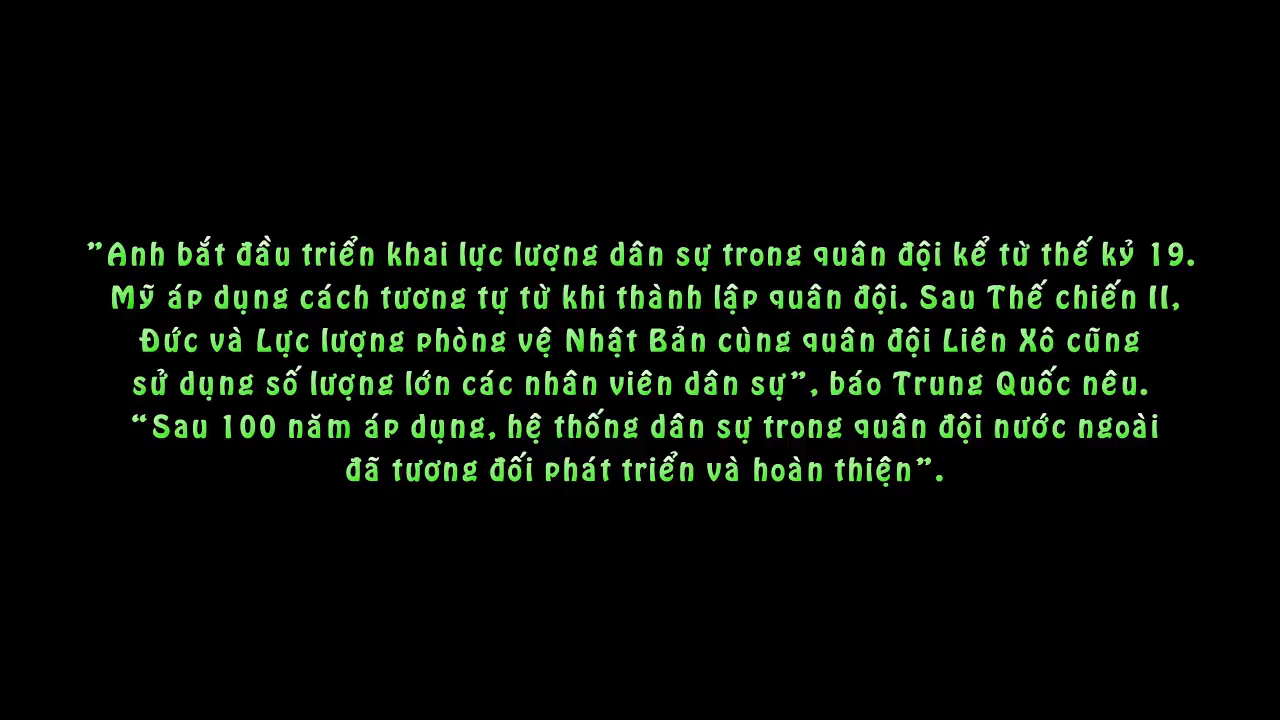 ”Anh bắt đầu triển khai lực lượng dân sự trong quân đội kể từ thế kỷ 19.
Mỹ áp dụng cách tương tự từ khi thành lập quân đội. Sau Thế chiến II,
Đức và Lực lượng phòng vệ Nhật Bản cùng quân đội Liên Xô cũng
sử dụng số lượng lớn các nhân viên dân sự”, báo Trung Quốc nêu.
“Sau 100 năm áp dụng, hệ thống dân sự trong quân đội nước ngoài
đã tương đối phát triển và hoàn thiện”.